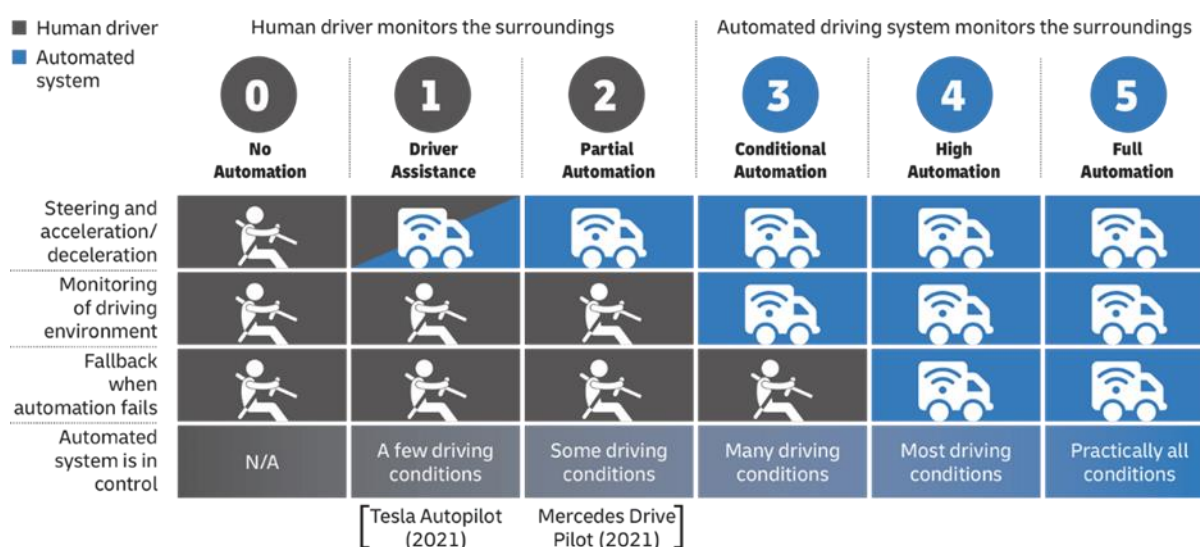 Human driver
Automated
system
Human driver monitors the surroundings
Automated driving system monitors the surroundings
0
1
2
3
4
5
No
Automation
Driver
Assistance
Partial
Automation
Conditional
Automation
High
Automation
Full
Automation
Steering and
acceleration/
deceleration
Monitoring
of driving
environment
Fallback
when
automation fails
Automated
system is in
control
N/A
A few driving
conditions
Some driving
conditions
Many driving
conditions
Most driving
conditions
Practically all
conditions
[Tesla Autopilot
(2021)
Mercedes Drive
Pilot (2021)]